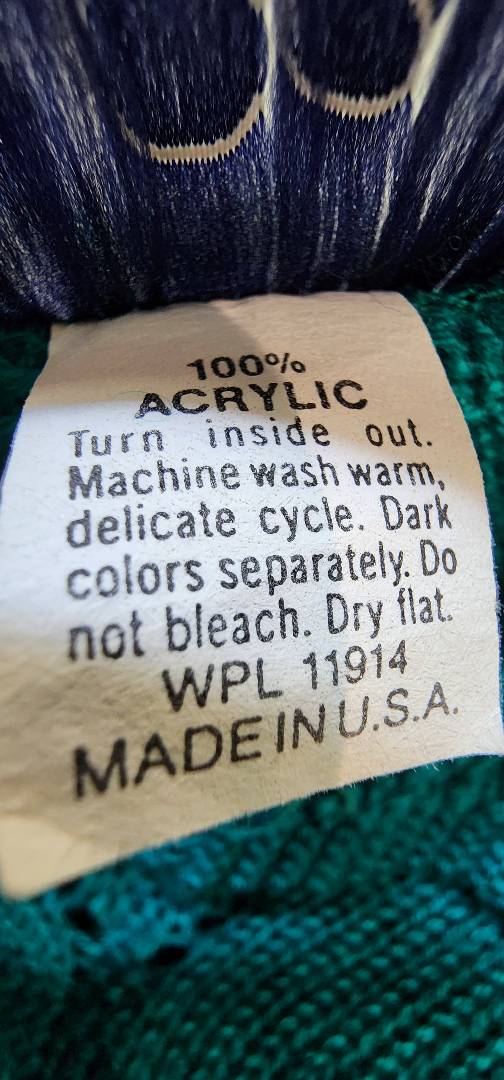 100%
ACRYLIC
Turn inside out.
Machine wash warm,
delicate cycle. Dark
colors separately. Do
not bleach. Dry flat.
WPL 11914
MADE IN U.S.A.